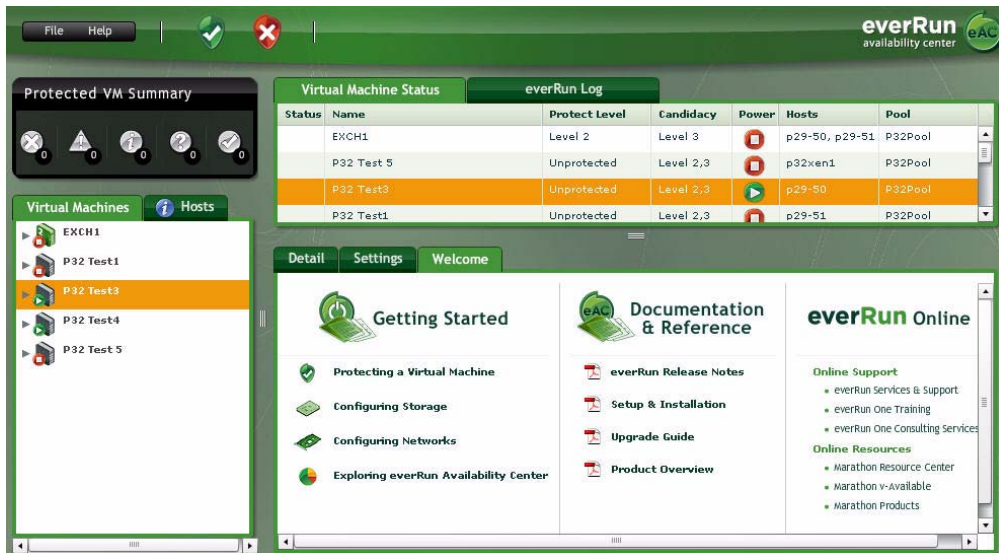 File Help
everRun
availability center
eAC
Protected VM Summary
0 0 0 0 0
Virtual Machines Hosts
EXCH1
P32 Test1
P32 Test3
P32 Test4
P32 Test 5
Virtual Machine Status everRun Log
Status Name Protect Level Candidacy Power Hosts Pool
EXCH1 Level 2 Level 3 p29-50, p29-51 P32Pool
P32 Test 5 Unprotected Level 2,3 p32xen1 P32Pool
P32 Test3 Unprotected Level 2,3 p29-50 P32Pool
P32 Test1 Unprotected Level 2,3 p29-51 P32Pool
Detail Settings Welcome
Getting Started
Protecting a Virtual Machine
Configuring Storage
Configuring Networks
Exploring everRun Availability Center
eAC
Documentation
& Reference
everRun Release Notes
Setup & Installation
Upgrade Guide
Product Overview
everRun Online
Online Support
everRun Services & Support
everRun One Training
everRun One Consulting Services
Online Resources
Marathon Resource Center
Marathon v-Available
Marathon Products